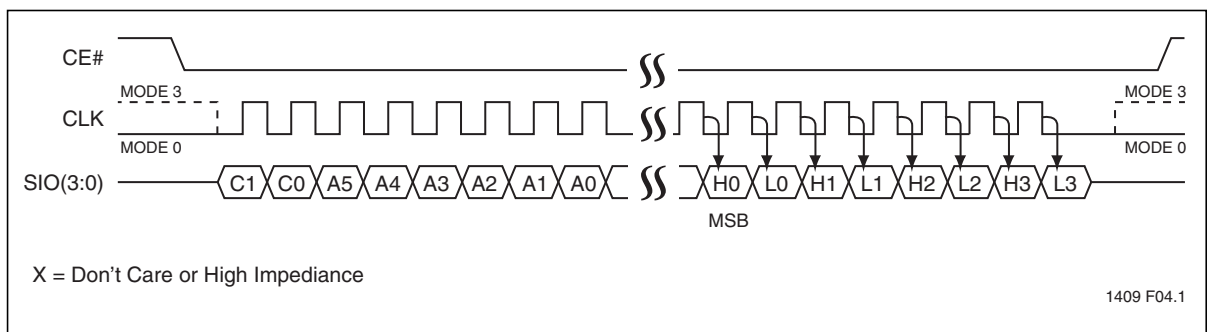 CE#
MODE 3 MODE 3
CLK
MODE 0 MODE 0
SIO(3:0) C1 C0 A5 A4 A3 A2 A1 A0 H0 L0 H1 L1 H2 L2 H3 L3
MSB
X = Don't Care or High Impediance
1409 F04.1